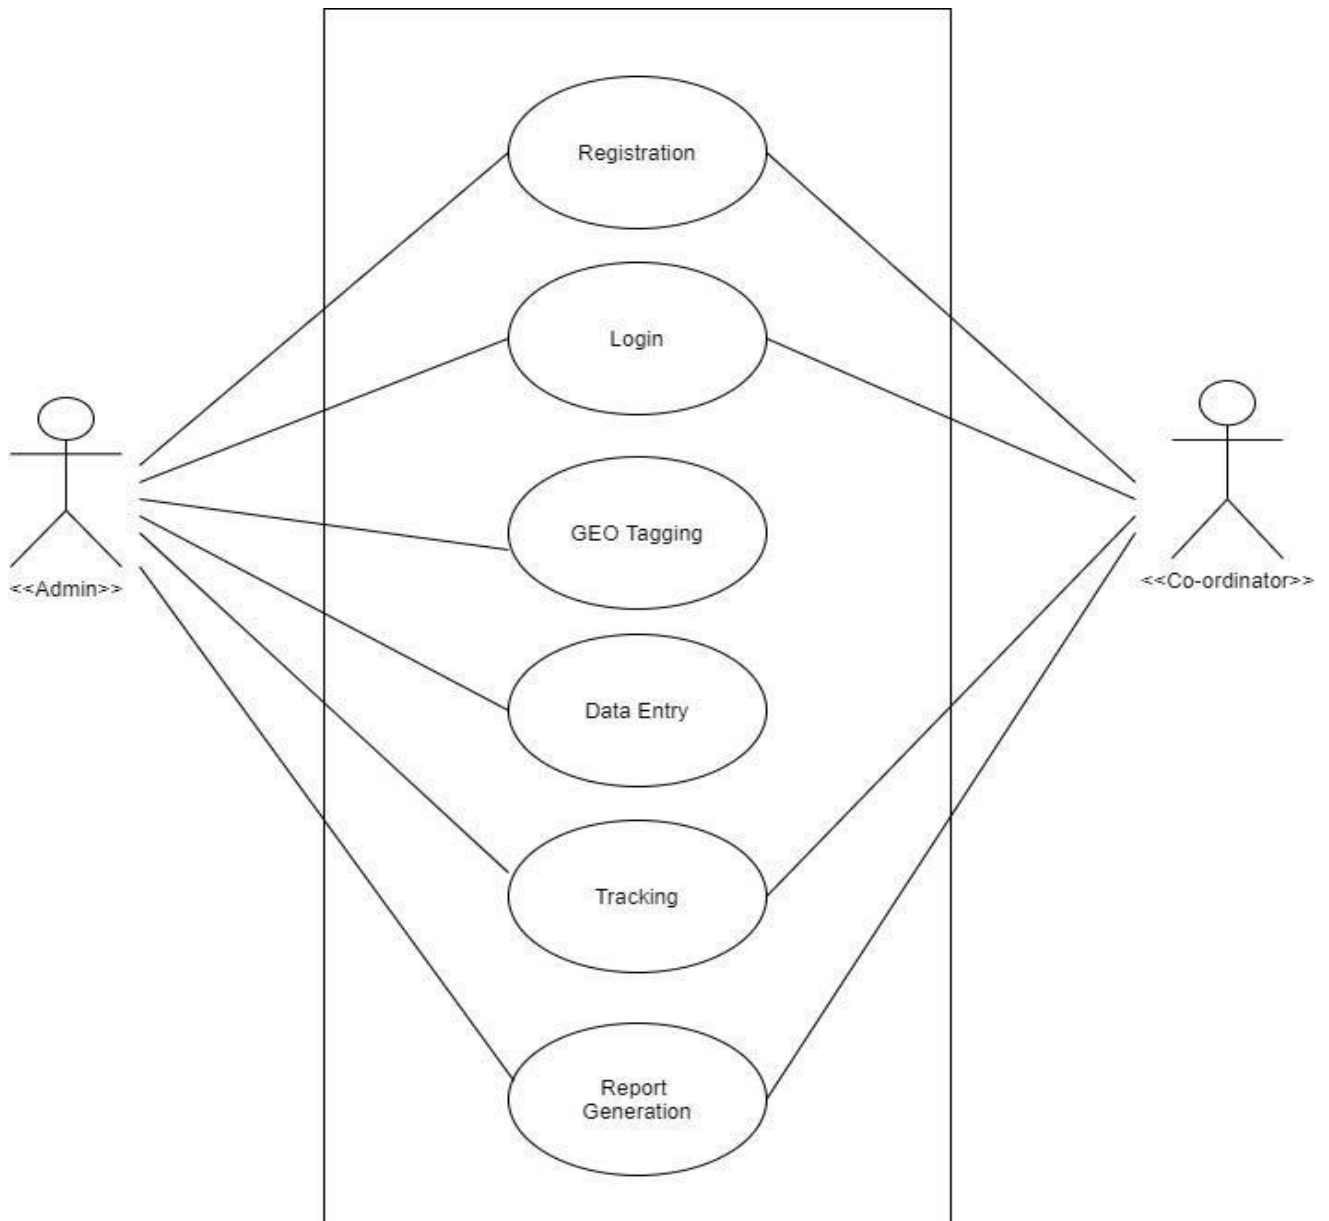 Registration
Login
GEO Tagging
<<Admin>>
<<Co-ordinator>>
Data Entry
Tracking
Report
Generation